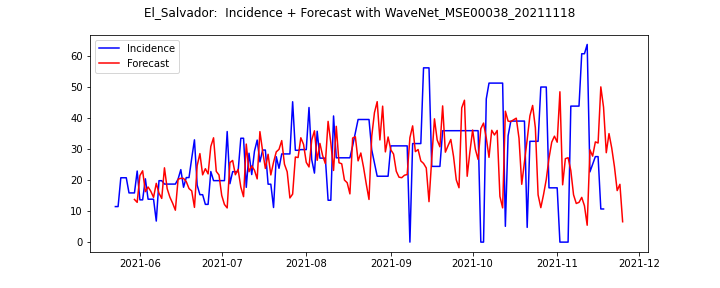 El_Salvador:  Incidence + Forecast with WaveNet_MSE00038_20211118
Incidence
Forecast
60
50
40
30
20
10
0
2021-06 2021-07 2021-08 2021-09 2021-10 2021-11 2021-12